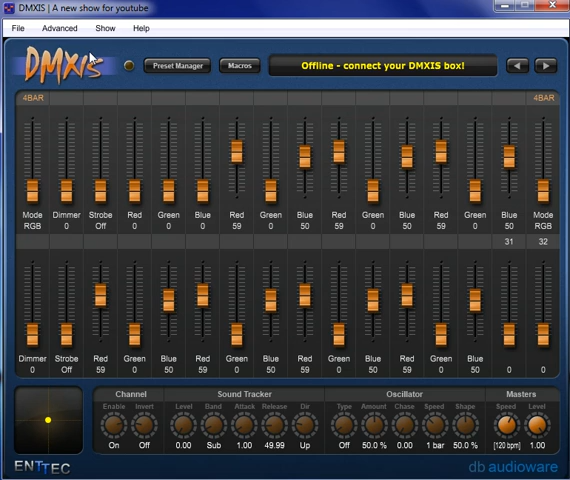 DMXIS | A new show for youtube
File Advanced Show Help
DMXIS Preset Manager Macros Offline - connect your DMXIS box!
4BAR 4BAR
Mode Dimmer Strobe Red Green Blue Red Green Blue Red Green Blue Red Green Blue Mode
RGB 0 Off 0 0 0 59 0 50 59 0 50 59 0 50 RGB
31 32
Dimmer Strobe Red Green Blue Red Green Blue Red Green Blue Red Green Blue
0 Off 59 0 50 59 0 50 59 0 50 59 0 50 0 0
Channel Sound Tracker Oscillator Masters
Enable Invert Level Band Attack Release Dir Type Amount Chase Speed Shape Speed Level
On Off 0.00 Sub 1.00 49.99 Up Off 50.0 % 0.00 1 bar 50.0 % [120 bpm] 1.00
ENTTEC db audioware